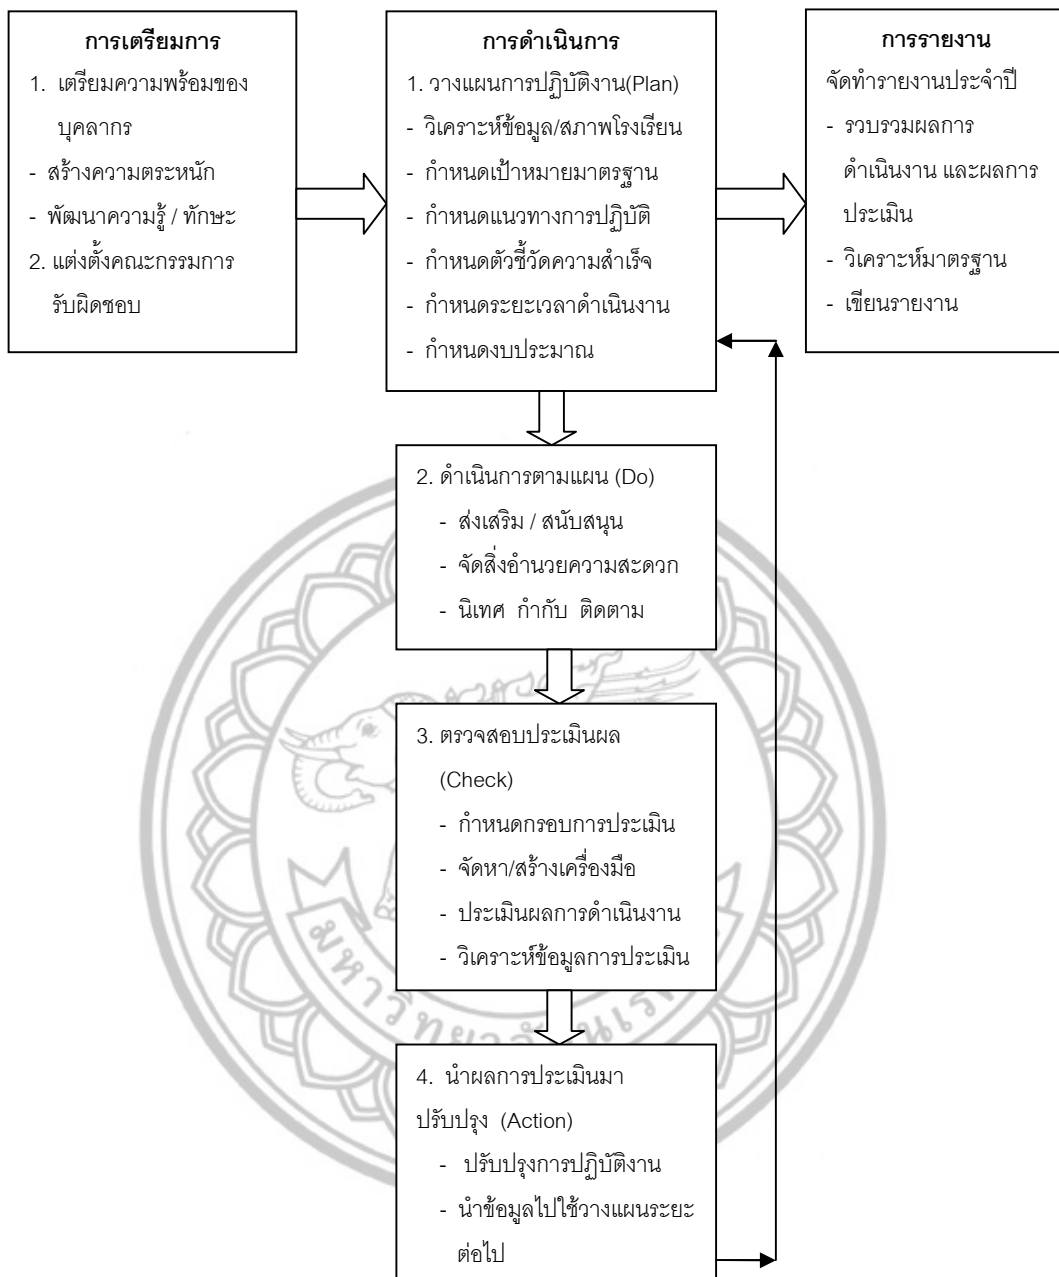 การเตรียมการ
1. เตรียมความพร้อมของ
บุคลากร
- สร้างความตระหนัก
- พัฒนาความรู้ / ทักษะ
2. แต่งตั้งคณะกรรมการ
รับผิดชอบ
การดำเนินการ
1. วางแผนการปฏิบัติงาน(Plan)
- วิเคราะห์ข้อมูล/สภาพโรงเรียน
- กำหนดเป้าหมายมาตรฐาน
- กำหนดแนวทางการปฏิบัติ
- กำหนดตัวชี้วัดความสำเร็จ
- กำหนดระยะเวลาดำเนินงาน
- กำหนดงบประมาณ
การรายงาน
จัดทำรายงานประจำปี
- รวบรวมผลการ
ดำเนินงาน และผลการ
ประเมิน
- วิเคราะห์มาตรฐาน
- เขียนรายงาน
2. ดำเนินการตามแผน (Do)
- ส่งเสริม / สนับสนุน
- จัดสิ่งอำนวยความสะดวก
- นิเทศ กำกับ ติดตาม
3. ตรวจสอบประเมินผล
(Check)
- กำหนดกรอบการประเมิน
- จัดหา/สร้างเครื่องมือ
- ประเมินผลการดำเนินงาน
- วิเคราะห์ข้อมูลการประเมิน
4. นำผลการประเมินมา
ปรับปรุง (Action)
- ปรับปรุงการปฏิบัติงาน
- นำข้อมูลไปใช้วางแผนระยะ
ต่อไป